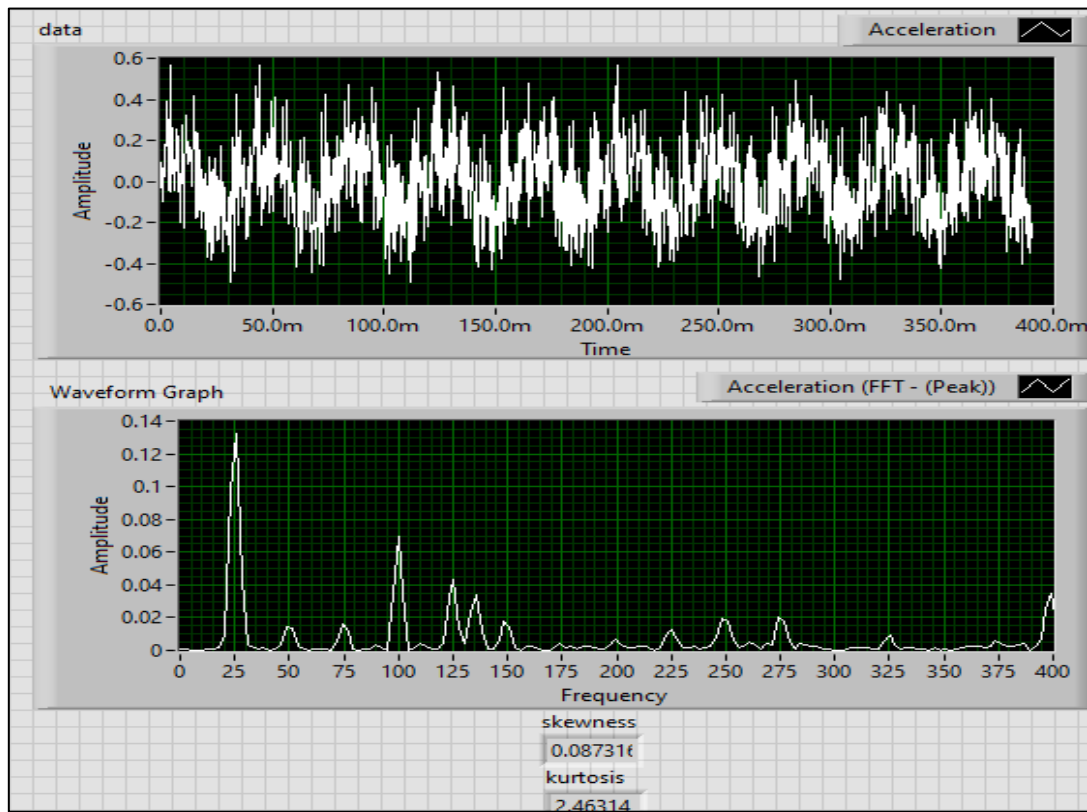 data
Acceleration
0.6
0.4
0.2
0.0
-0.2
-0.4
-0.6
Amplitude
0.0 50.0m 100.0m 150.0m 200.0m 250.0m 300.0m 350.0m 400.0m
Time
Waveform Graph
Acceleration (FFT - (Peak))
0.14
0.12
0.1
0.08
0.06
0.04
0.02
0
Amplitude
0 25 50 75 100 125 150 175 200 225 250 275 300 325 350 375 400
Frequency
skewness
0.087316
kurtosis
2.46314